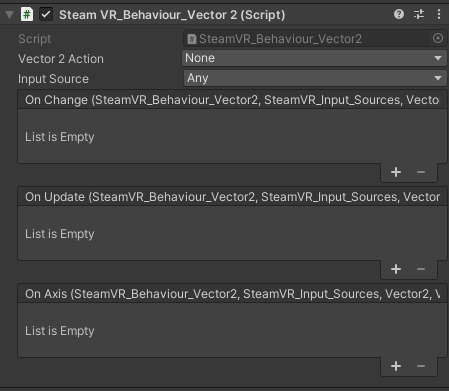 Steam VR_Behaviour_Vector 2 (Script)
Script SteamVR_Behaviour_Vector2
Vector 2 Action None
Input Source Any
On Change (SteamVR_Behaviour_Vector2, SteamVR_Input_Sources, Vecto
List is Empty
+ −
On Update (SteamVR_Behaviour_Vector2, SteamVR_Input_Sources, Vector
List is Empty
+ −
On Axis (SteamVR_Behaviour_Vector2, SteamVR_Input_Sources, Vector2, V
List is Empty
+ −